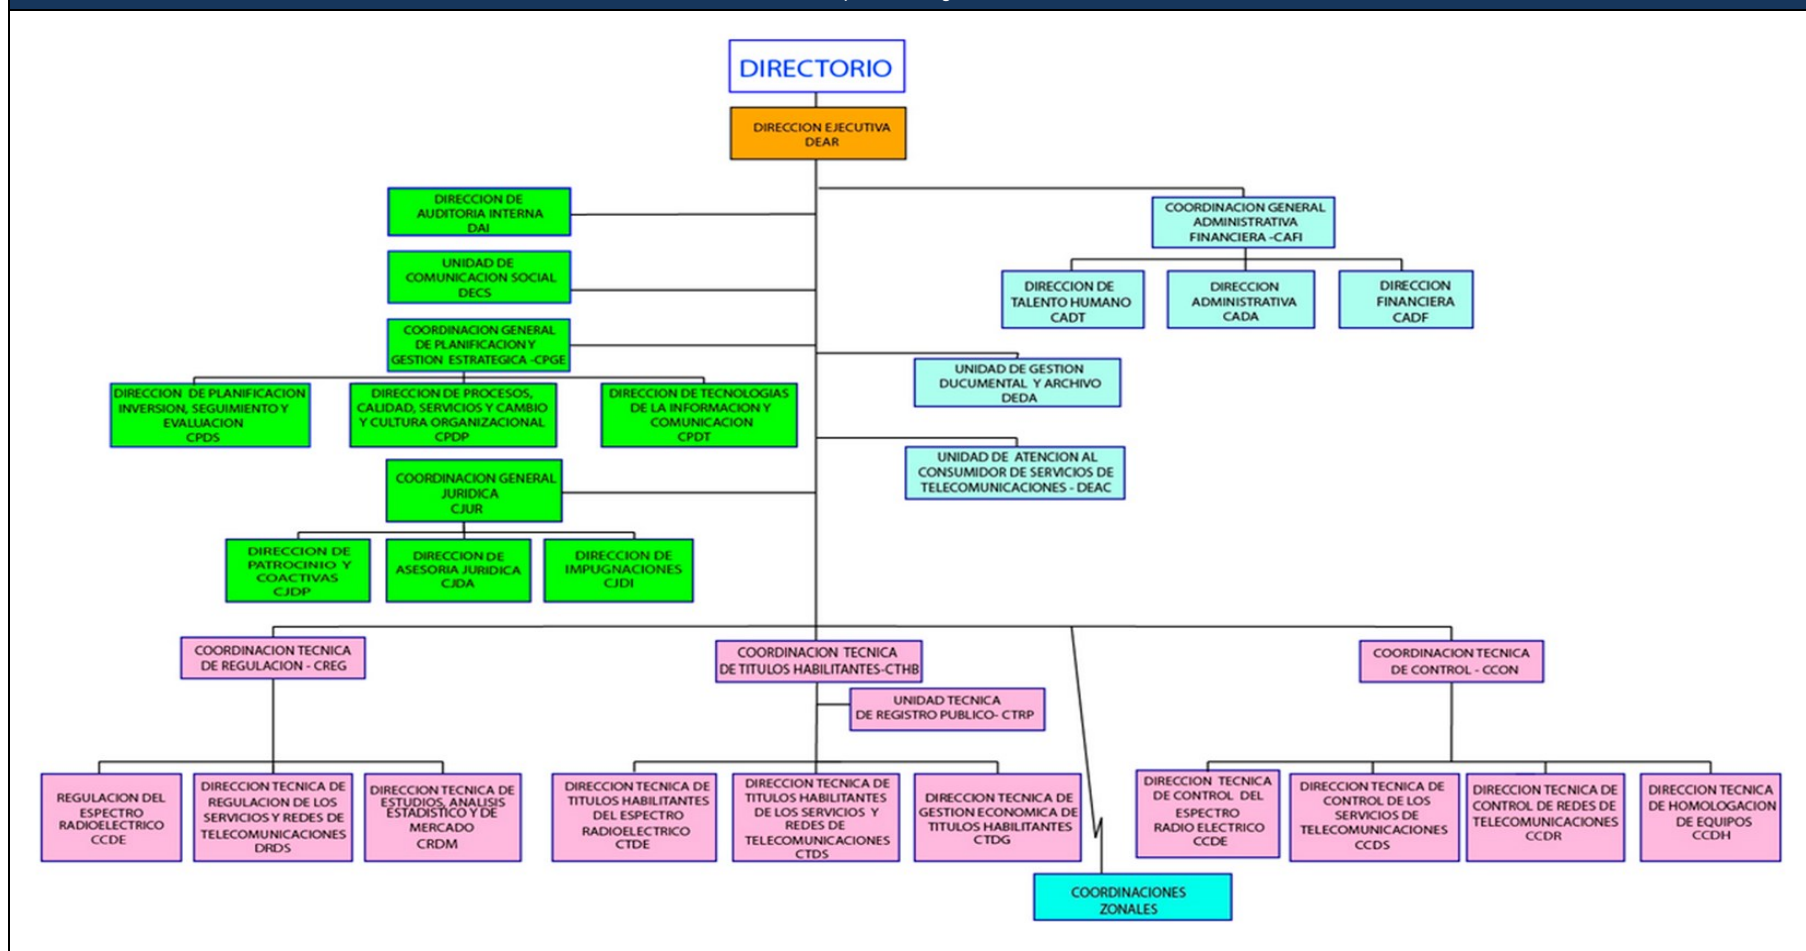 DIRECTORIO
DIRECCION EJECUTIVA
DEAR
DIRECCION DE
AUDITORIA INTERNA
DAI
UNIDAD DE
COMUNICACION SOCIAL
DECS
COORDINACION GENERAL
DE PLANIFICACION Y
GESTION ESTRATEGICA -CPGE
DIRECCION DE PLANIFICACION
INVERSION, SEGUIMIENTO Y
EVALUACION
CPDS
DIRECCION DE PROCESOS,
CALIDAD, SERVICIOS Y CAMBIO
Y CULTURA ORGANIZACIONAL
CPDP
DIRECCION DE TECNOLOGIAS
DE LA INFORMACION Y
COMUNICACION
CPDT
COORDINACION GENERAL
JURIDICA
CJUR
DIRECCION DE
PATROCINIO Y
COACTIVAS
CJDP
DIRECCION DE
ASESORIA JURIDICA
CJDA
DIRECCION DE
IMPUGNACIONES
CJDI
COORDINACION GENERAL
ADMINISTRATIVA
FINANCIERA -CAFI
DIRECCION DE
TALENTO HUMANO
CADT
DIRECCION
ADMINISTRATIVA
CADA
DIRECCION
FINANCIERA
CADF
UNIDAD DE GESTION
DUCUMENTAL Y ARCHIVO
DEDA
UNIDAD DE ATENCION AL
CONSUMIDOR DE SERVICIOS DE
TELECOMUNICACIONES - DEAC
COORDINACION TECNICA
DE REGULACION - CREG
REGULACION DEL
ESPECTRO
RADIOELECTRICO
CCDE
DIRECCION TECNICA DE
REGULACION DE LOS
SERVICIOS Y REDES DE
TELECOMUNICACIONES
DRDS
DIRECCION TECNICA DE
ESTUDIOS, ANALISIS
ESTADISTICO Y DE
MERCADO
CRDM
COORDINACION TECNICA
DE TITULOS HABILITANTES-CTHB
UNIDAD TECNICA
DE REGISTRO PUBLICO- CTRP
DIRECCION TECNICA DE
TITULOS HABILITANTES
DEL ESPECTRO
RADIOELECTRICO
CTDE
DIRECCION TECNICA DE
TITULOS HABILITANTES
DE LOS SERVICIOS Y
REDES DE
TELECOMUNICACIONES
CTDS
DIRECCION TECNICA DE
GESTION ECONOMICA DE
TITULOS HABILITANTES
CTDG
COORDINACION TECNICA
DE CONTROL - CCON
DIRECCION TECNICA
DE CONTROL DEL
ESPECTRO
RADIO ELECTRICO
CCDE
DIRECCION TECNICA DE
CONTROL DE LOS
SERVICIOS DE
TELECOMUNICACIONES
CCDS
DIRECCION TECNICA DE
CONTROL DE REDES DE
TELECOMUNICACIONES
CCDR
DIRECCION TECNICA
DE HOMOLOGACION
DE EQUIPOS
CCDH
COORDINACIONES
ZONALES